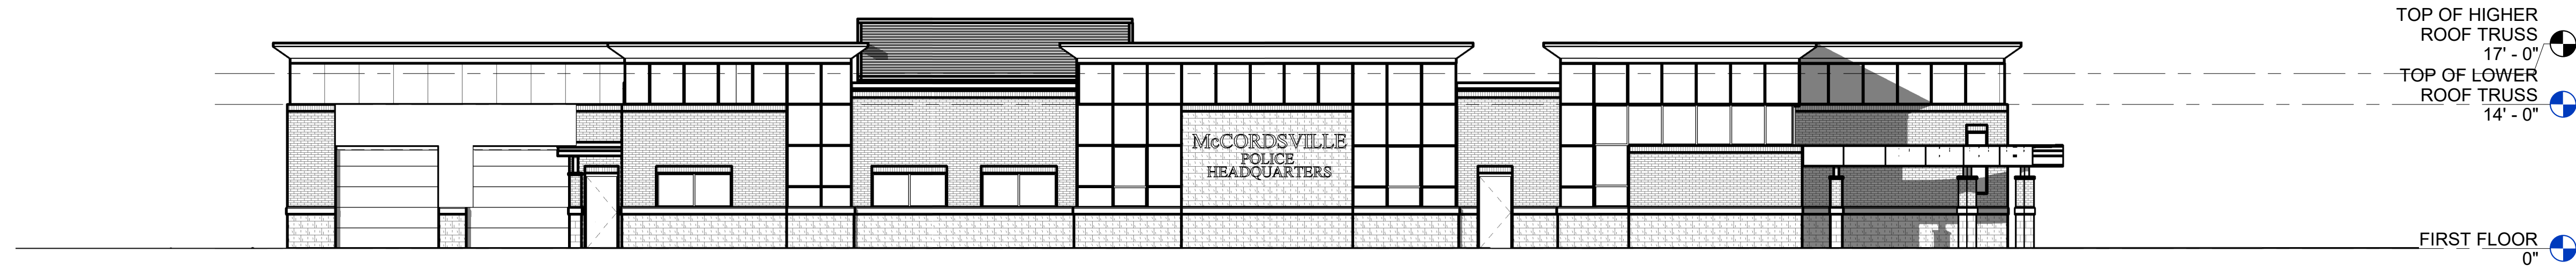 TOP OF HIGHER
ROOF TRUSS
17' - 0"
TOP OF LOWER
ROOF TRUSS
14' - 0"
McCORDSVILLE
POLICE
HEADQUARTERS
FIRST FLOOR
0"